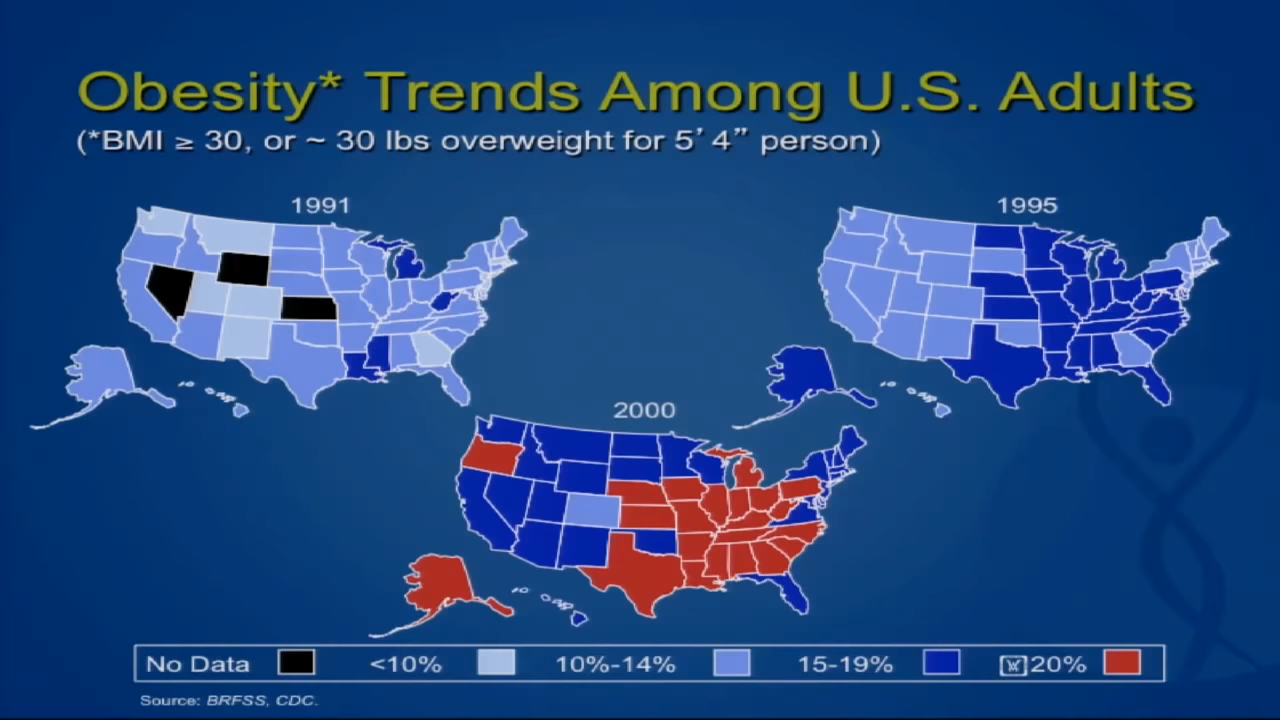 Obesity* Trends Among U.S. Adults
(*BMI ≥ 30, or ~ 30 lbs overweight for 5’ 4” person)
1991
1995
2000
No Data <10% 10%-14% 15-19% 20%
Source: BRFSS, CDC.